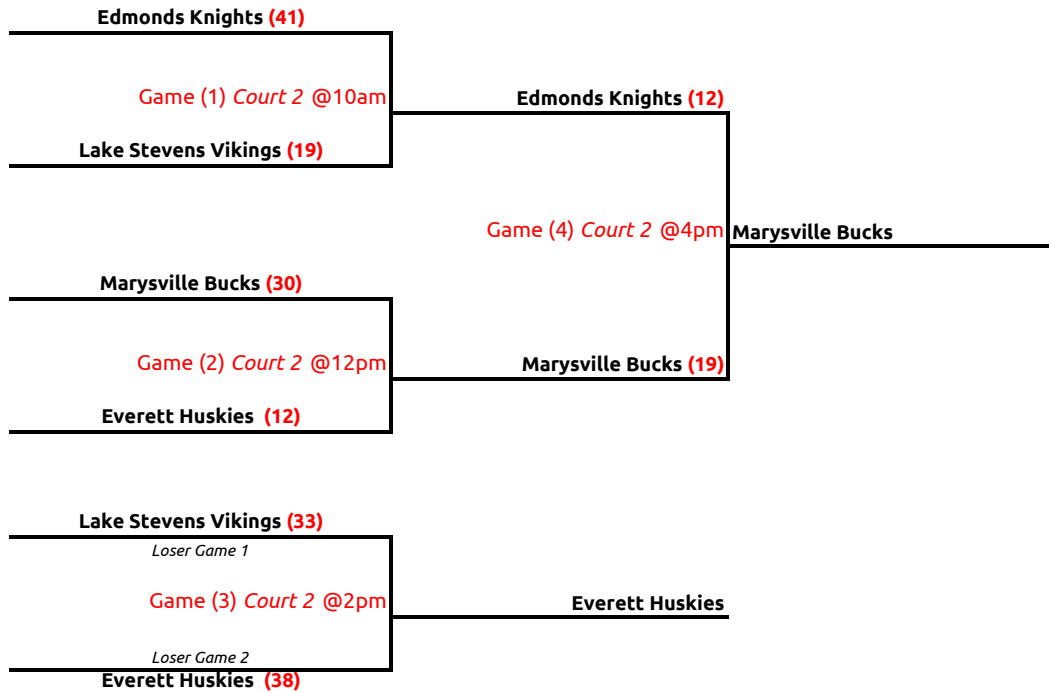 Edmonds Knights (41)
Game (1) Court 2 @10am
Edmonds Knights (12)
Lake Stevens Vikings (19)
Game (4) Court 2 @4pm
Marysville Bucks
Marysville Bucks (30)
Game (2) Court 2 @12pm
Marysville Bucks (19)
Everett Huskies (12)
Lake Stevens Vikings (33)
Loser Game 1
Game (3) Court 2 @2pm
Everett Huskies
Loser Game 2
Everett Huskies (38)